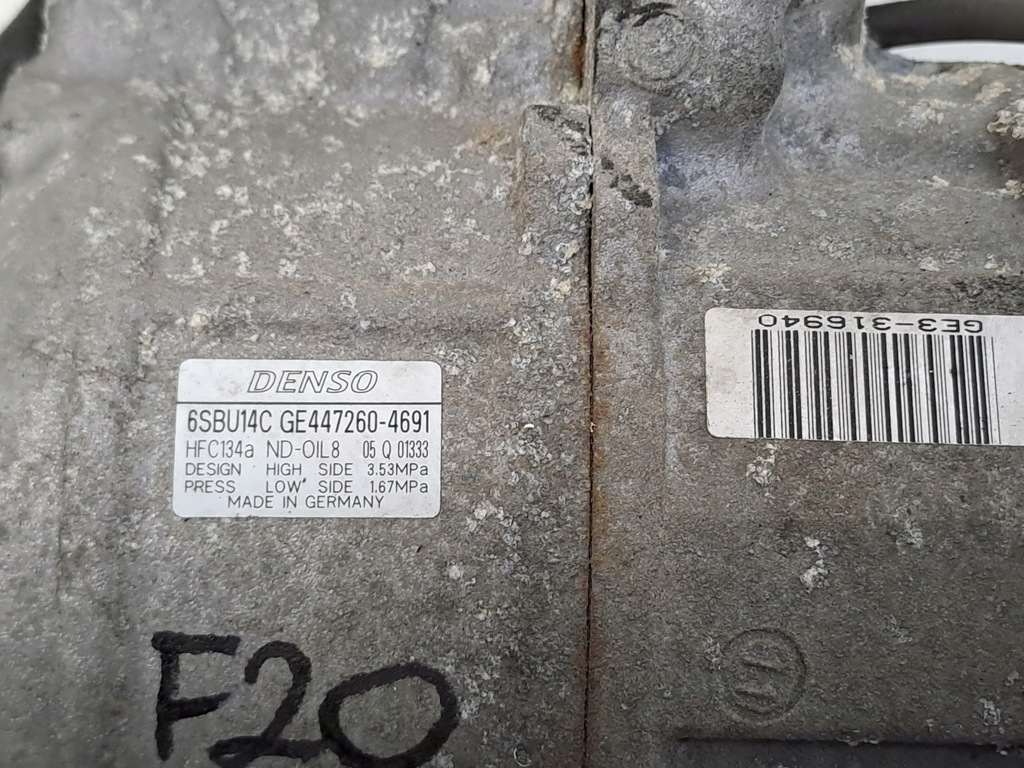 DENSO
6SBU14C GE447260-4691
HFC134a ND-OIL8 05 Q 01333
DESIGN HIGH SIDE 3.53MPa
PRESS LOW SIDE 1.67MPa
MADE IN GERMANY
GE3-316940
F20